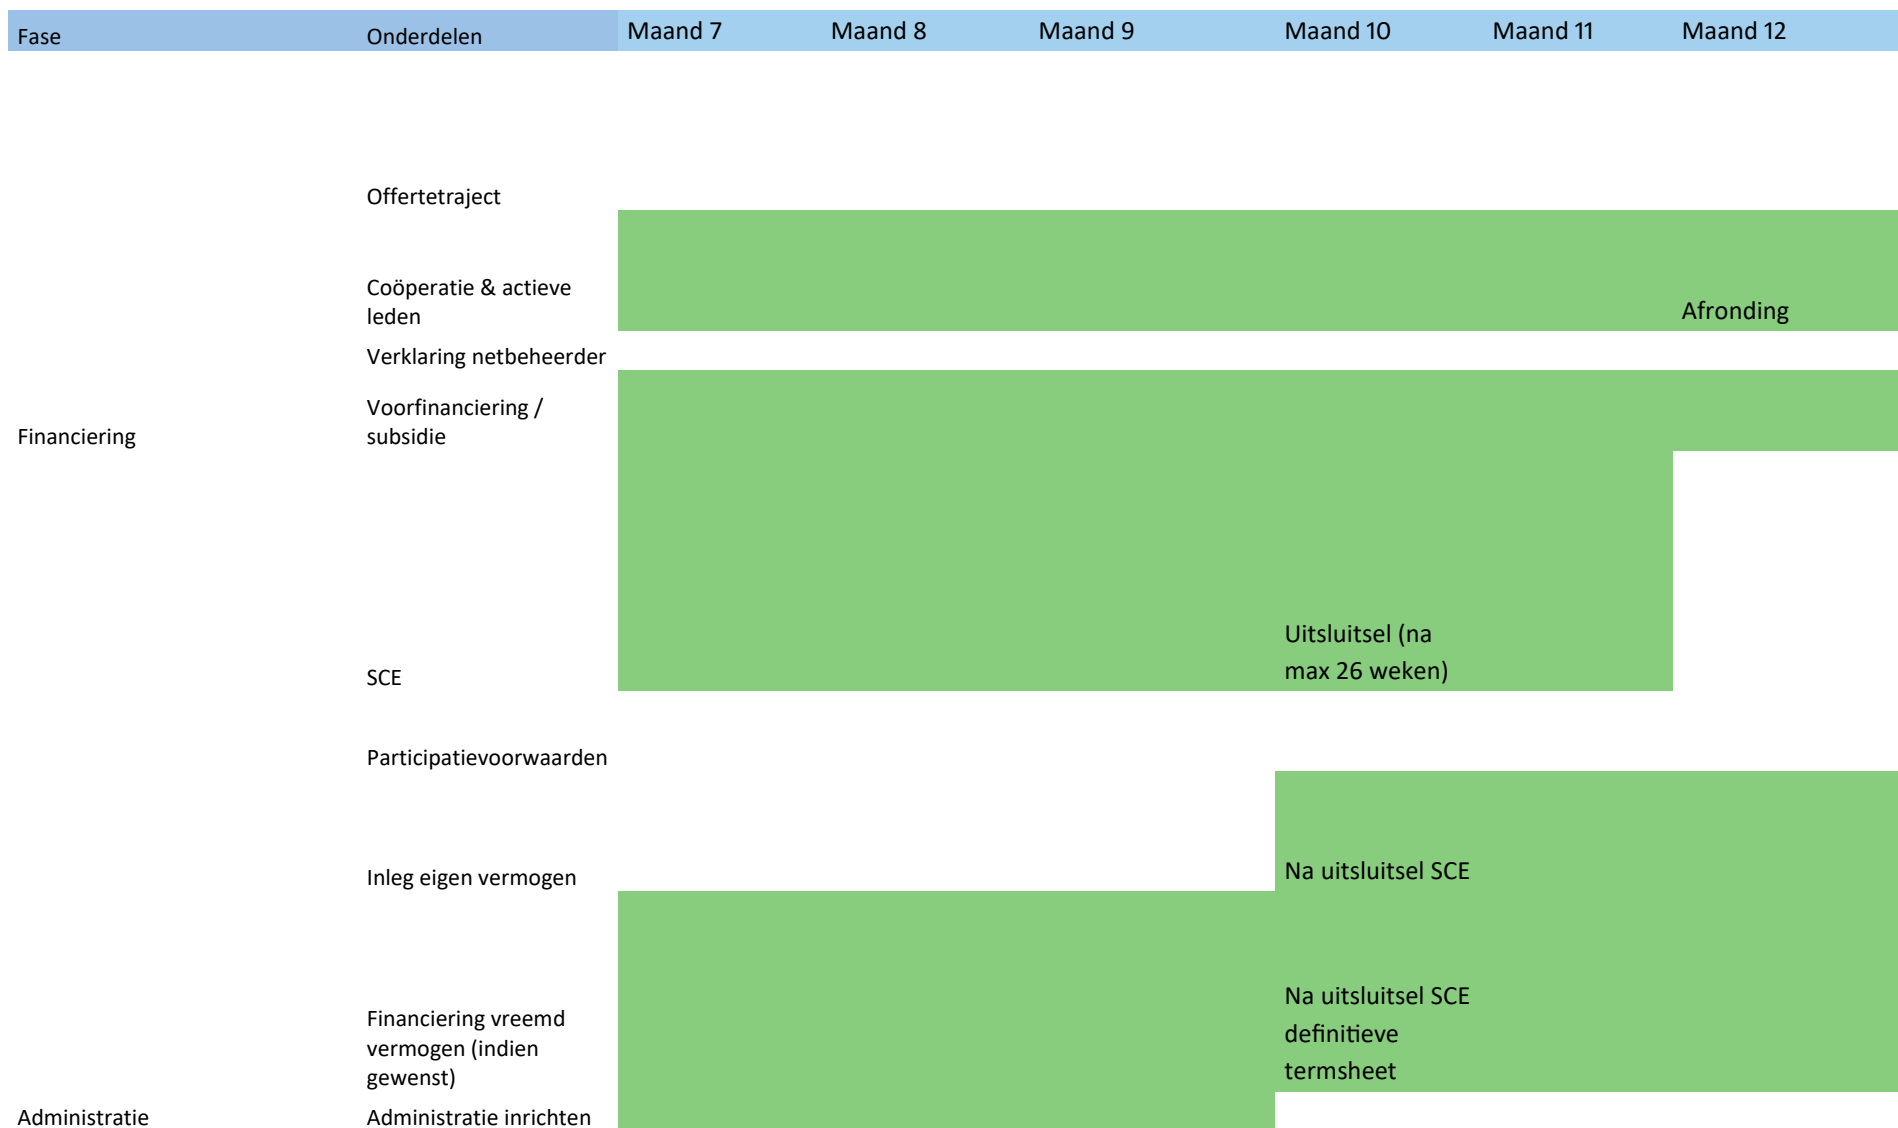 Fase Onderdelen Maand 7 Maand 8 Maand 9 Maand 10 Maand 11 Maand 12
Offertetraject
Coöperatie & actieve
leden Afronding
Verklaring netbeheerder
Voorfinanciering /
Financiering subsidie
Uitsluitsel (na
max 26 weken)
SCE
Participatievoorwaarden
Inleg eigen vermogen Na uitsluitsel SCE
Financiering vreemd
vermogen (indien
gewenst)
Na uitsluitsel SCE
definitieve
termsheet
Administratie Administratie inrichten